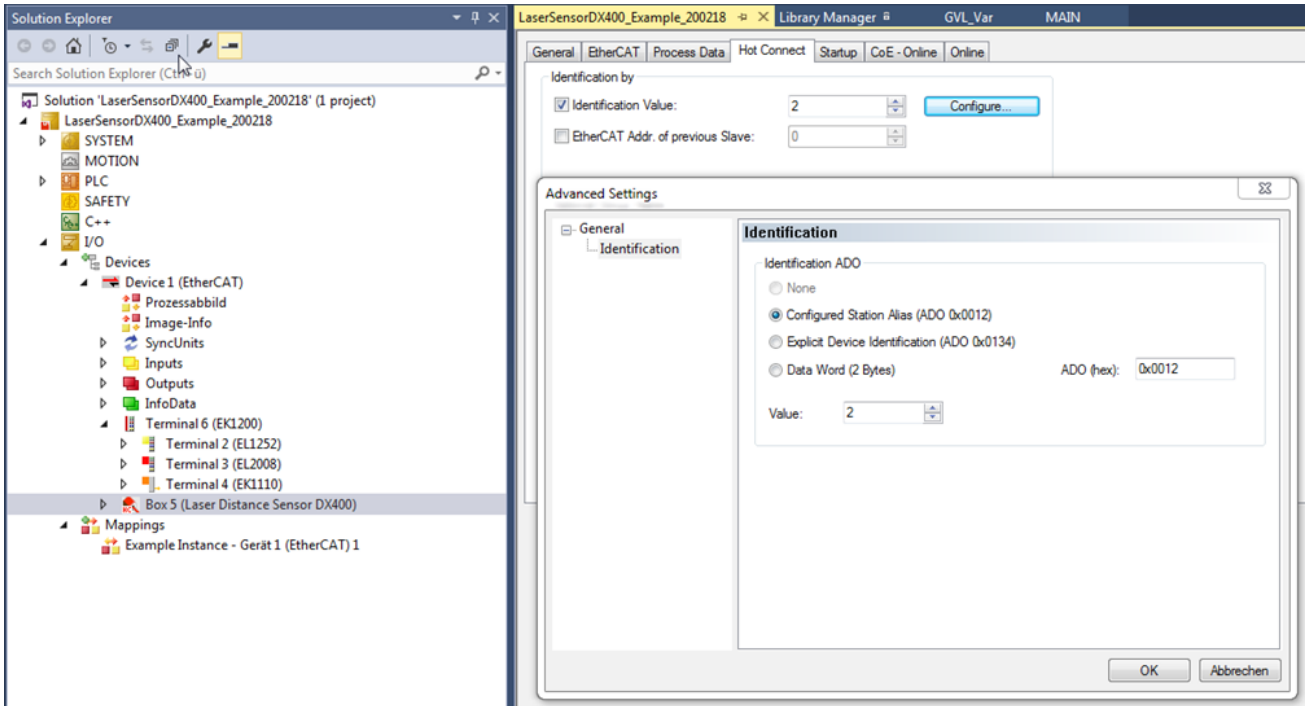 Solution Explorer
Search Solution Explorer (Ctrl+ü)
Solution 'LaserSensorDX400_Example_200218' (1 project)
LaserSensorDX400_Example_200218
SYSTEM
MOTION
PLC
SAFETY
C++
I/O
Devices
Device 1 (EtherCAT)
Prozessabbild
Image-Info
SyncUnits
Inputs
Outputs
InfoData
Terminal 6 (EK1200)
Terminal 2 (EL1252)
Terminal 3 (EL2008)
Terminal 4 (EK1110)
Box 5 (Laser Distance Sensor DX400)
Mappings
Example Instance - Gerät 1 (EtherCAT) 1
LaserSensorDX400_Example_200218 Library Manager GVL_Var MAIN
General EtherCAT Process Data Hot Connect Startup CoE - Online Online
Identification by
Identification Value: 2 Configure...
EtherCAT Addr. of previous Slave: 0
Advanced Settings
General
Identification
Identification
Identification ADO
None
Configured Station Alias (ADO 0x0012)
Explicit Device Identification (ADO 0x0134)
Data Word (2 Bytes) ADO (hex): 0x0012
Value: 2
OK Abbrechen